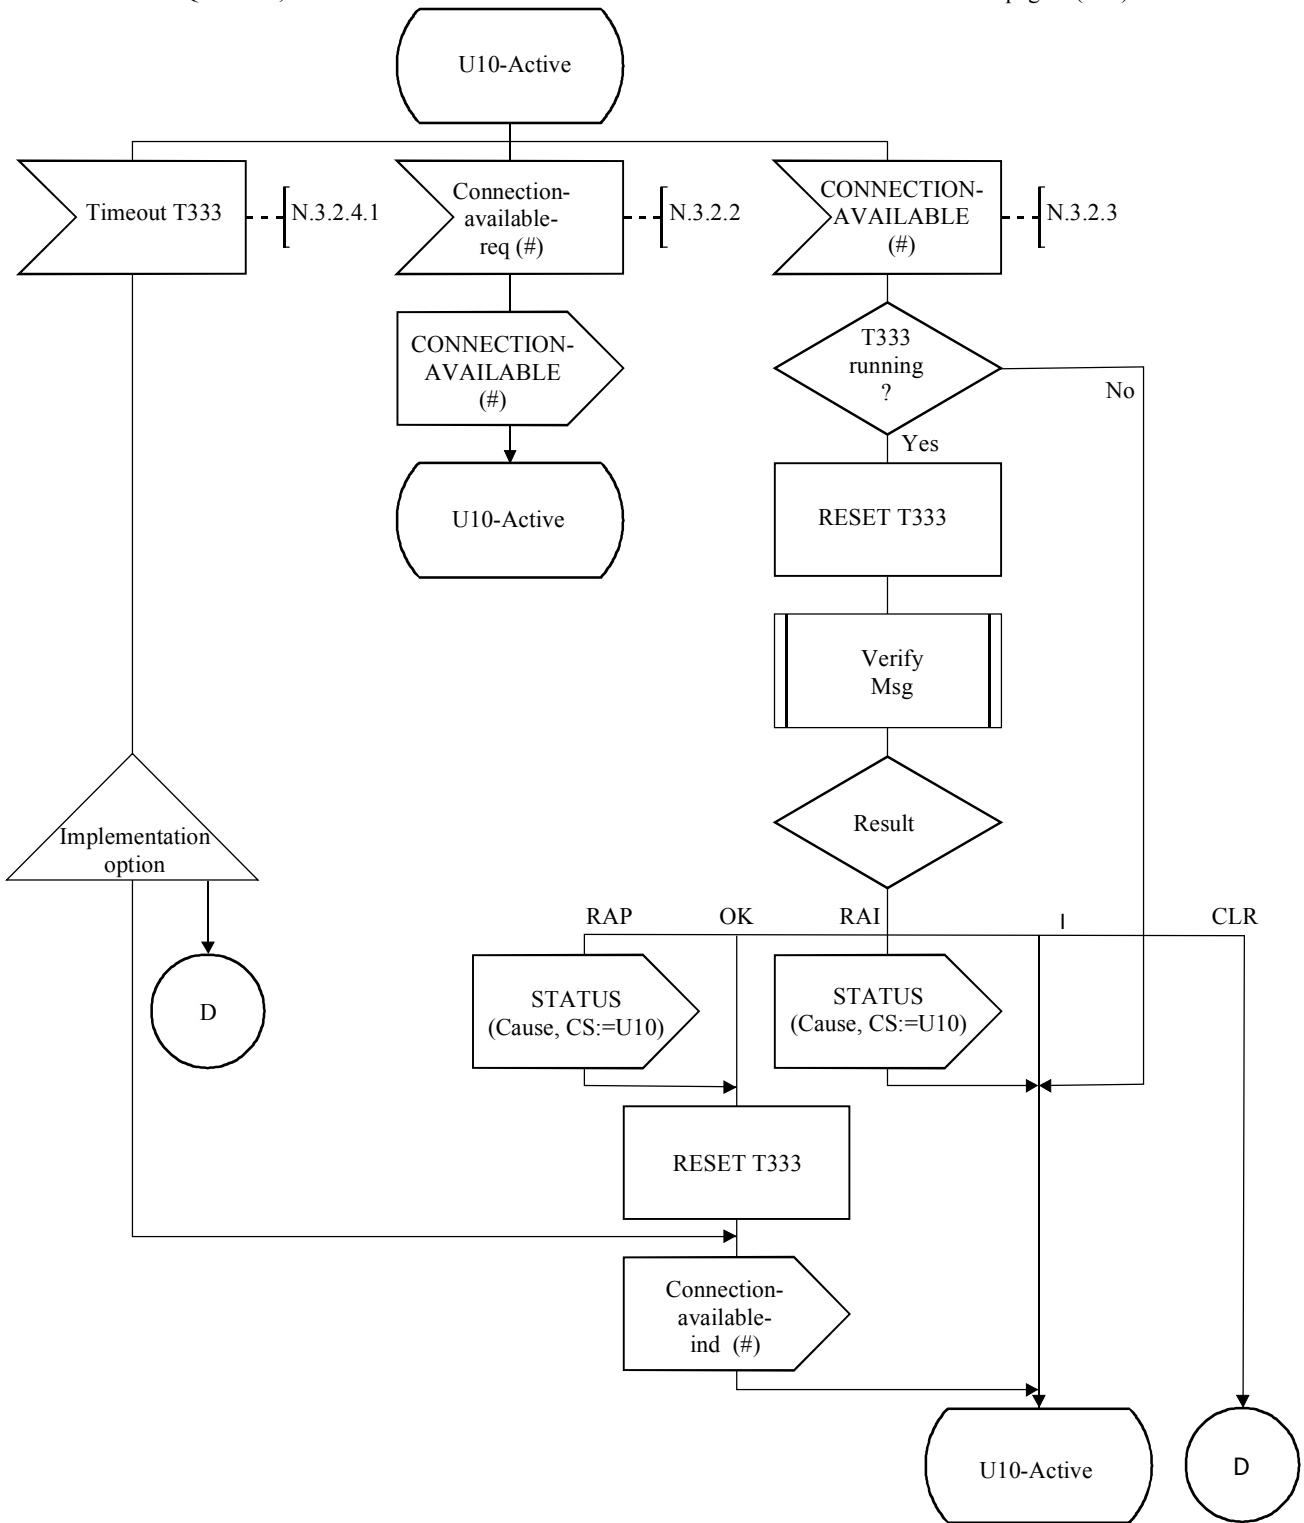 U10-Active
Timeout T333
N.3.2.4.1
Connection-
available-
req (#)
N.3.2.2
CONNECTION-
AVAILABLE
(#)
N.3.2.3
CONNECTION-
AVAILABLE
(#)
T333
running
?
No
Yes
U10-Active
RESET T333
Verify
Msg
Implementation
option
Result
RAP
OK
RAI
I
CLR
D
STATUS
(Cause, CS:=U10)
STATUS
(Cause, CS:=U10)
RESET T333
Connection-
available-
ind (#)
U10-Active
D